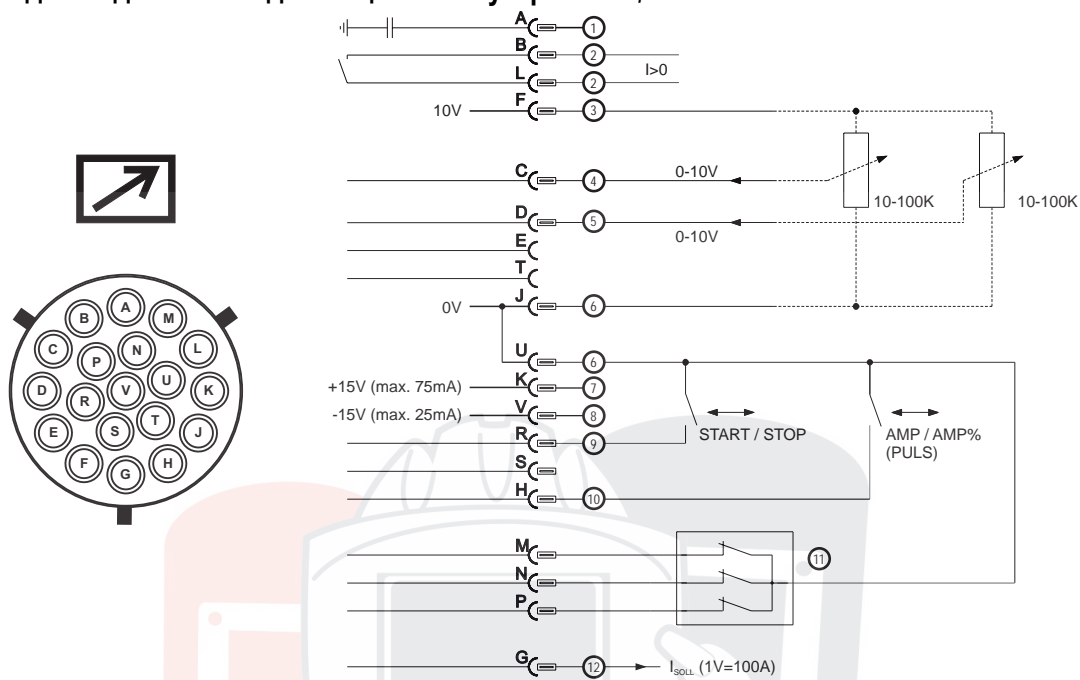 A 1
B 2
L 2 I>0
10V F 3
C 4 0-10V
10-100K 10-100K
D 5
0-10V
E
T
0V J 6
U 6
+15V (max. 75mA) K 7
-15V (max. 25mA) V 8
R 9 START / STOP AMP / AMP%
(PULS)
S
H 10
M 11
N
P
G 12 I SOLL (1V=100A)
A
B M
C N L
P
D V U K
R
E S T J
F H
G